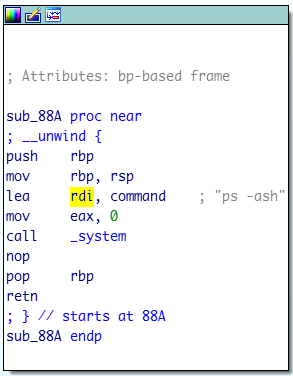 ; Attributes: bp-based frame
sub_88A proc near
; __unwind {
push rbp
mov rbp, rsp
lea rdi, command ; "ps -ash"
mov eax, 0
call _system
nop
pop rbp
retn
; } // starts at 88A
sub_88A endp